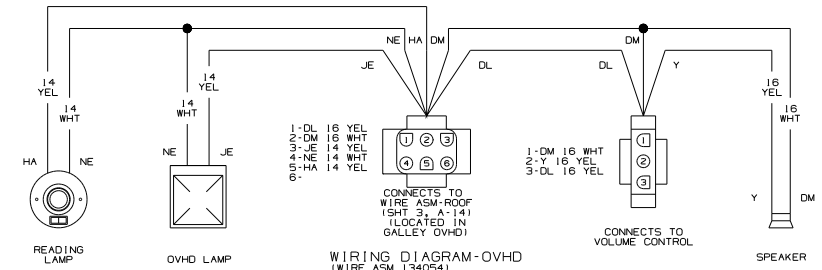 NE HA DM
DM
JE
DL
DL
Y
14
YEL
14
WHT
14
WHT
14
YEL
16
YEL
16
WHT
HA
NE
NE
JE
1-DL 16 YEL
2-DM 16 WHT
3-JE 14 YEL
4-NE 14 WHT
5-HA 14 YEL
6-
1 2 3
4 5 6
1-DM 16 WHT
2-Y 16 YEL
3-DL 16 YEL
1
2
3
Y
DM
CONNECTS TO
WIRE ASM-ROOF
(SHT 3, A-14)
(LOCATED IN
GALLEY OVHD)
CONNECTS TO
VOLUME CONTROL
READING
LAMP
OVHD LAMP
SPEAKER
WIRING DIAGRAM-OVHD
(WIRE ASM 134054)